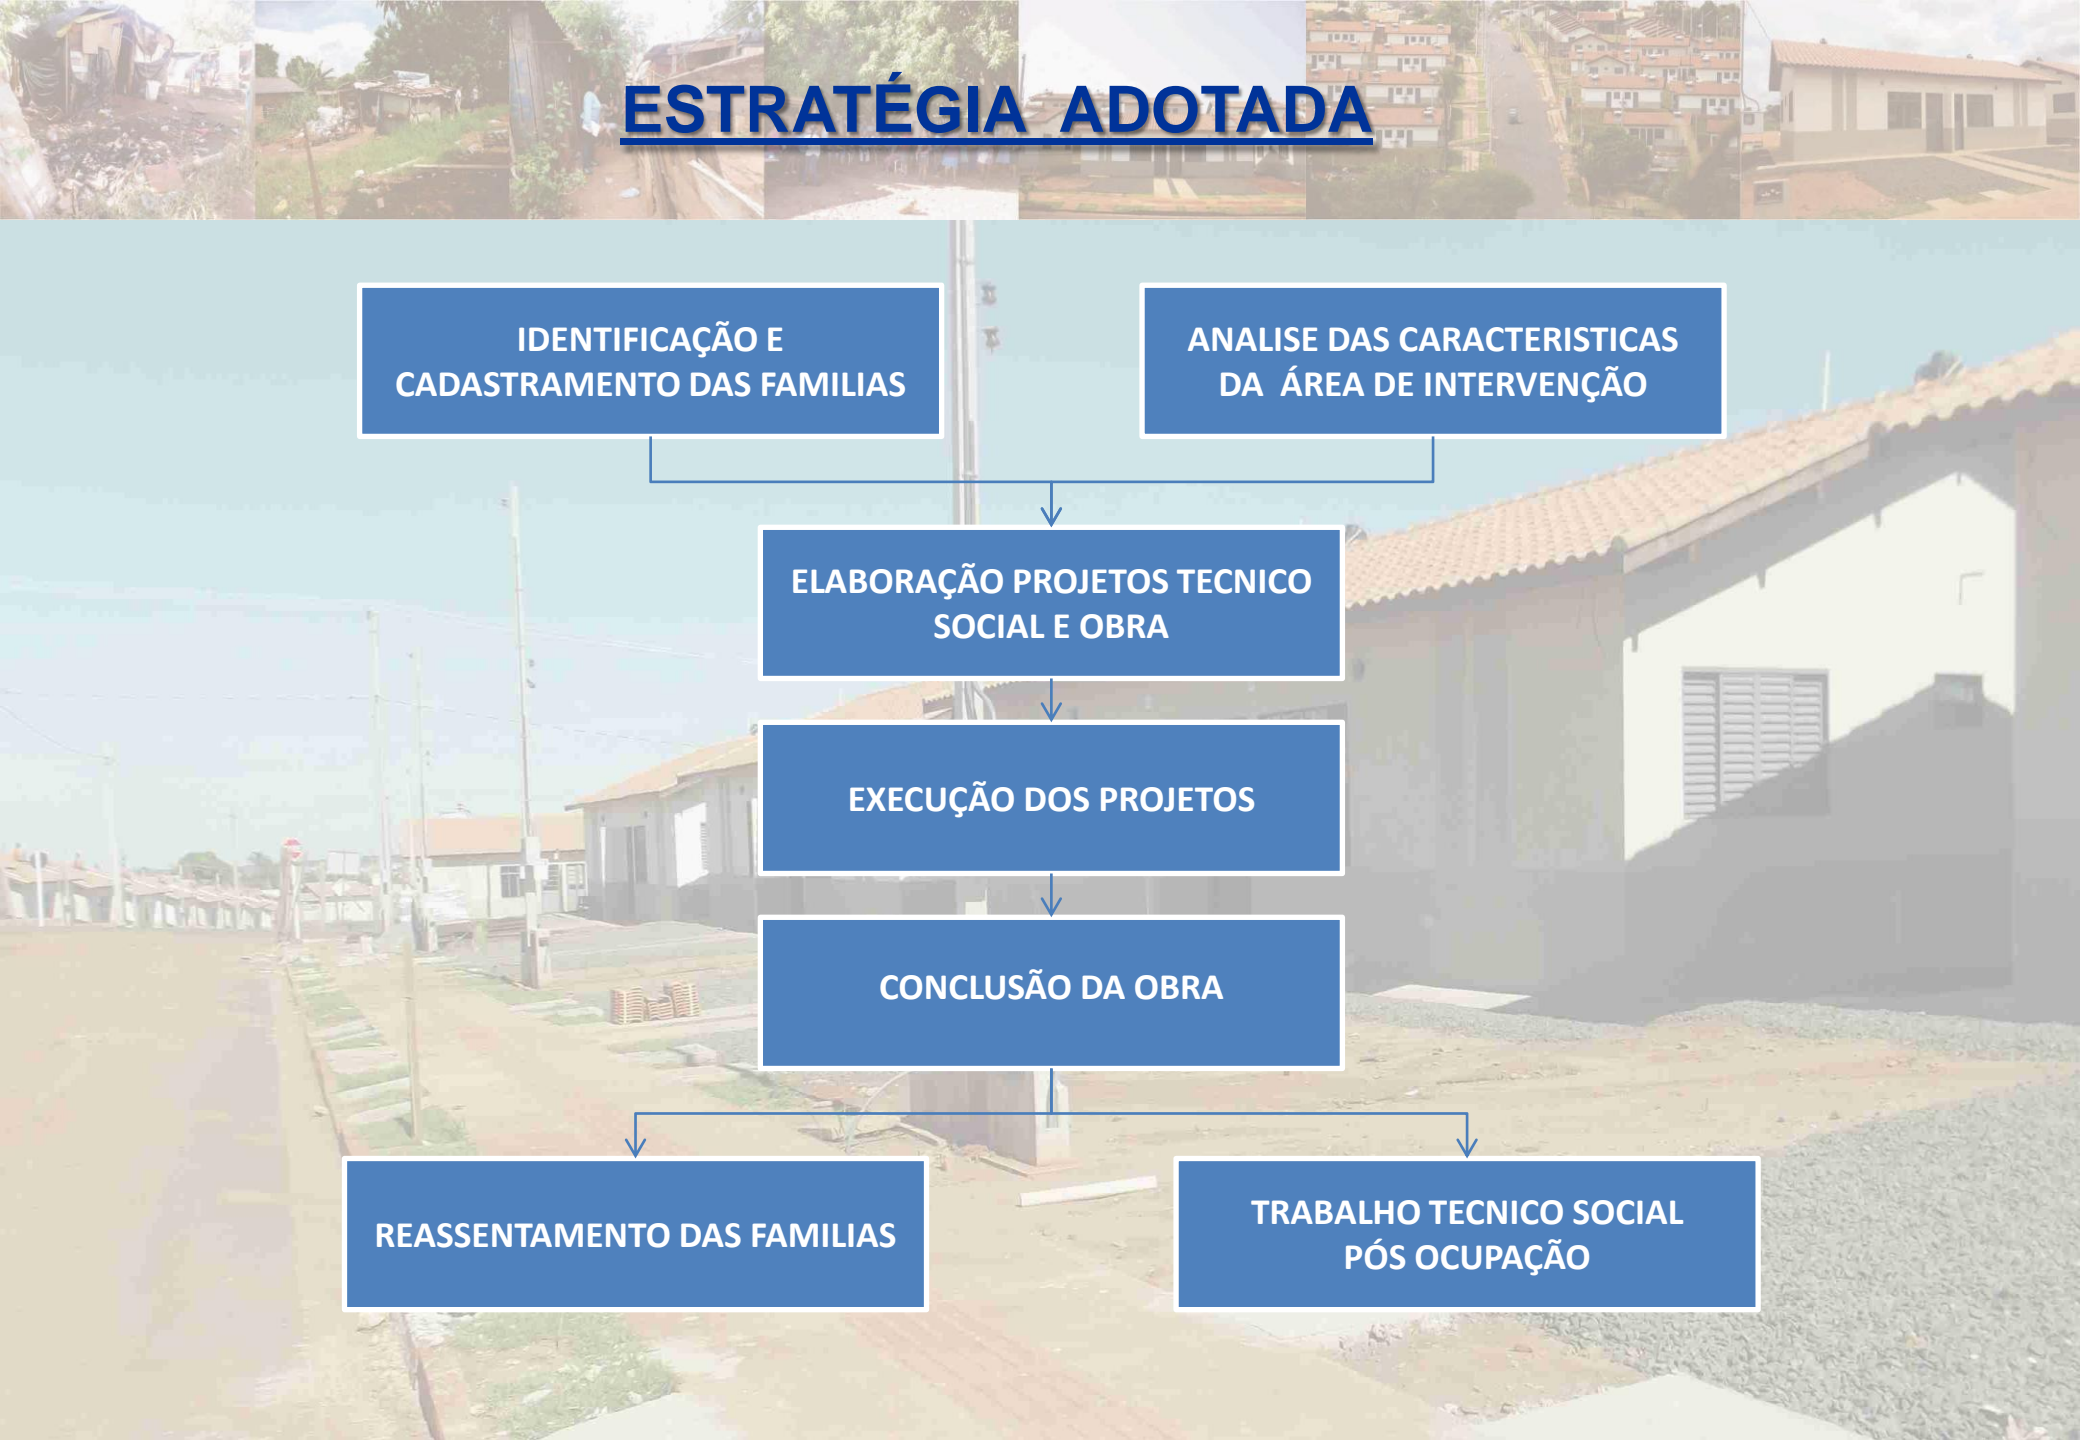 ESTRATÉGIA ADOTADA
IDENTIFICAÇÃO E
CADASTRAMENTO DAS FAMILIAS
ANALISE DAS CARACTERISTICAS
DA ÁREA DE INTERVENÇÃO
ELABORAÇÃO PROJETOS TECNICO
SOCIAL E OBRA
EXECUÇÃO DOS PROJETOS
CONCLUSÃO DA OBRA
REASSENTAMENTO DAS FAMILIAS
TRABALHO TECNICO SOCIAL
PÓS OCUPAÇÃO